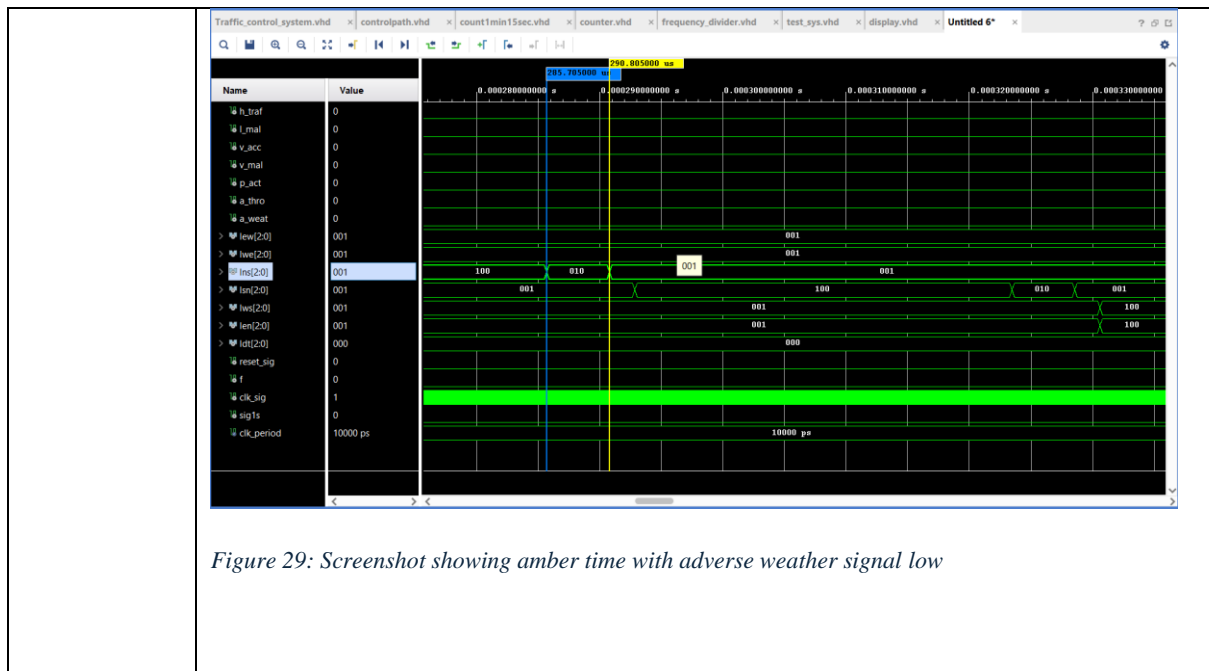 Traffic_control_system.vhd × controlpath.vhd × count1min15sec.vhd × counter.vhd × frequency_divider.vhd × test_sys.vhd × display.vhd × Untitled 6* × ?
290.805000 us
285.785000 us
Name Value 0.000280000000 s 0.000290000000 s 0.000300000000 s 0.000310000000 s 0.000320000000 s 0.000330000000
h_traf 0
l_mal 0
v_acc 0
v_mal 0
p_act 0
a_thro 0
a_weat 0
lew[2:0] 001 001
lwe[2:0] 001 001
lns[2:0] 001 100 010 001 001
lsn[2:0] 001 001 100 010 001
lws[2:0] 001 001 100
len[2:0] 001 001 100
ldt[2:0] 000 000
reset_sig 0
f 0
clk_sig 1
sig1s 0
clk_period 10000 ps 10000 ps
Figure 29: Screenshot showing amber time with adverse weather signal low